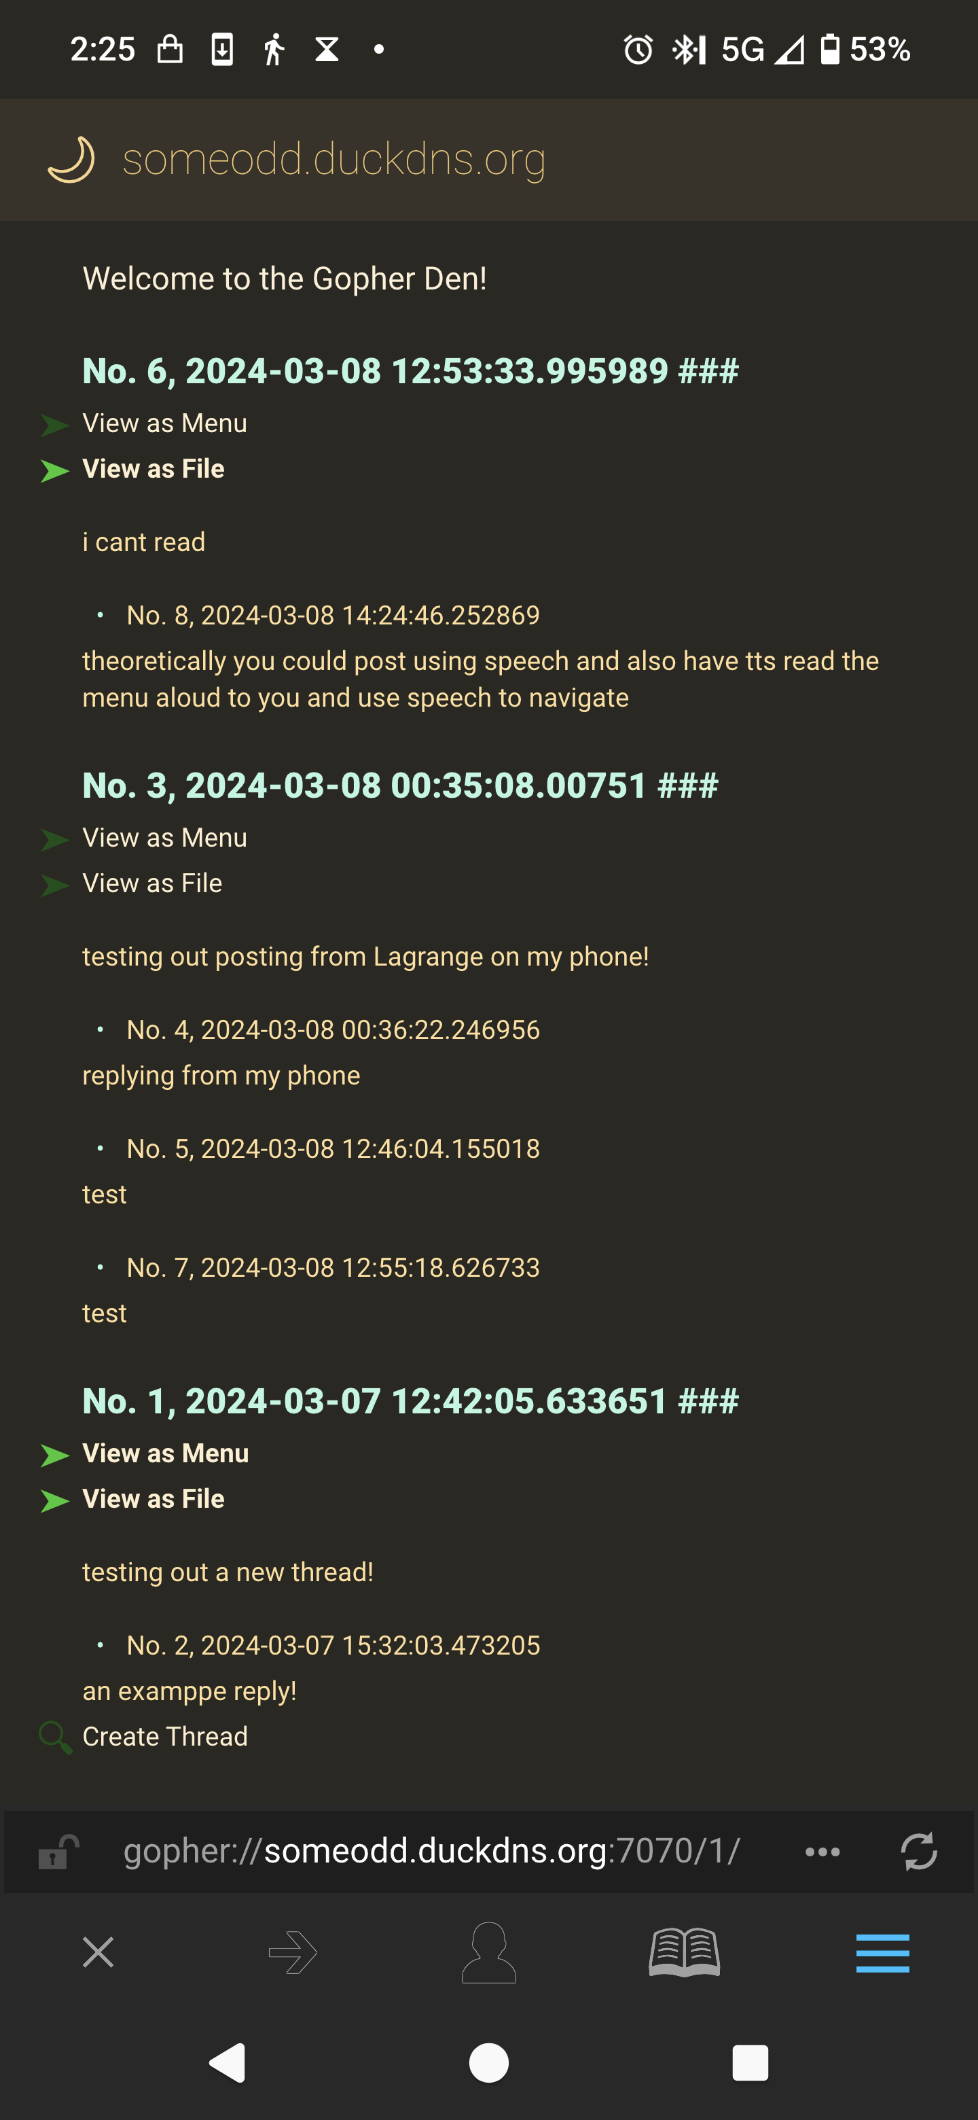 2:25
5G
53%
someodd.duckdns.org
Welcome to the Gopher Den!
No. 6, 2024-03-08 12:53:33.995989 ###
View as Menu
View as File
i cant read
• No. 8, 2024-03-08 14:24:46.252869
theoretically you could post using speech and also have tts read the
menu aloud to you and use speech to navigate
No. 3, 2024-03-08 00:35:08.00751 ###
View as Menu
View as File
testing out posting from Lagrange on my phone!
• No. 4, 2024-03-08 00:36:22.246956
replying from my phone
• No. 5, 2024-03-08 12:46:04.155018
test
• No. 7, 2024-03-08 12:55:18.626733
test
No. 1, 2024-03-07 12:42:05.633651 ###
View as Menu
View as File
testing out a new thread!
• No. 2, 2024-03-07 15:32:03.473205
an examppe reply!
Create Thread
gopher://someodd.duckdns.org:7070/1/